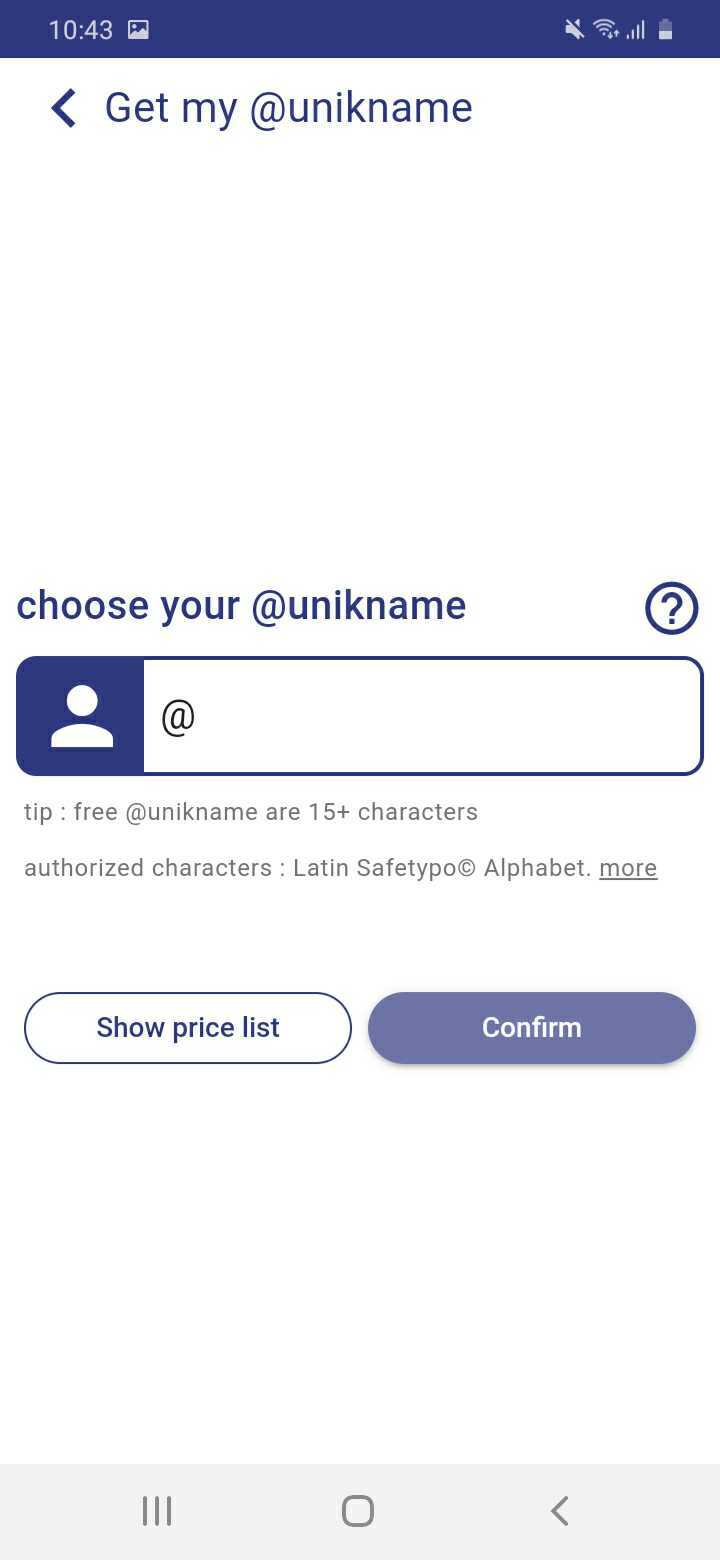 10:43
Get my @unikname
choose your @unikname
@
tip : free @unikname are 15+ characters
authorized characters : Latin Safetypo© Alphabet. more
Show price list
Confirm